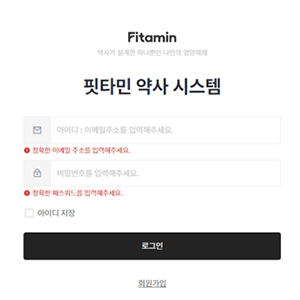 Fitamin
약사가 설계한 하나뿐인 나만의 영양제제
핏타민 약사 시스템
아이디 : 이메일주소를 입력해주세요.
정확한 이메일 주소를 입력해주세요.
비밀번호를 입력해주세요.
정확한 패스워드를 입력해주세요.
아이디 저장
로그인
회원가입